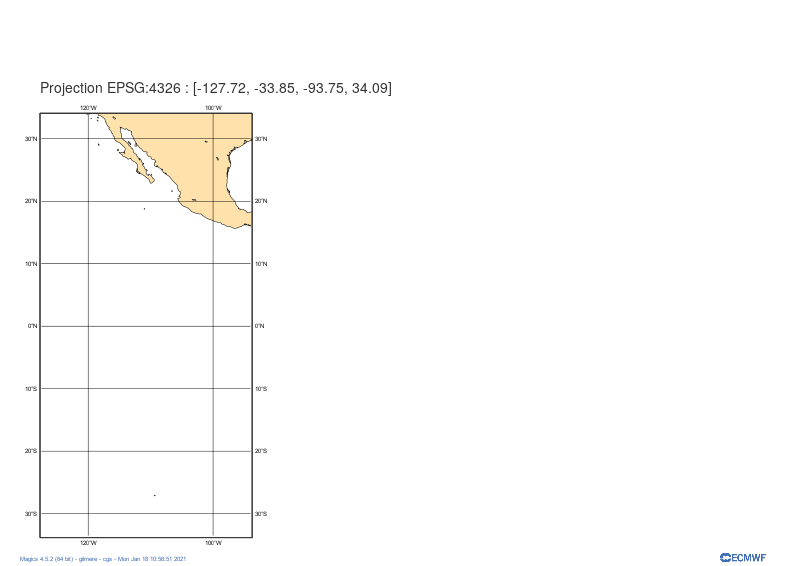 Projection EPSG:4326 : [-127.72, -33.85, -93.75, 34.09]
120°W 100°W
30°N 30°N
20°N 20°N
10°N 10°N
0°N 0°N
10°S 10°S
20°S 20°S
30°S 30°S
120°W 100°W
Magics 4.5.2 (64 bit) - gilmere - cgs - Mon Jan 18 10:56:51 2021
ECMWF